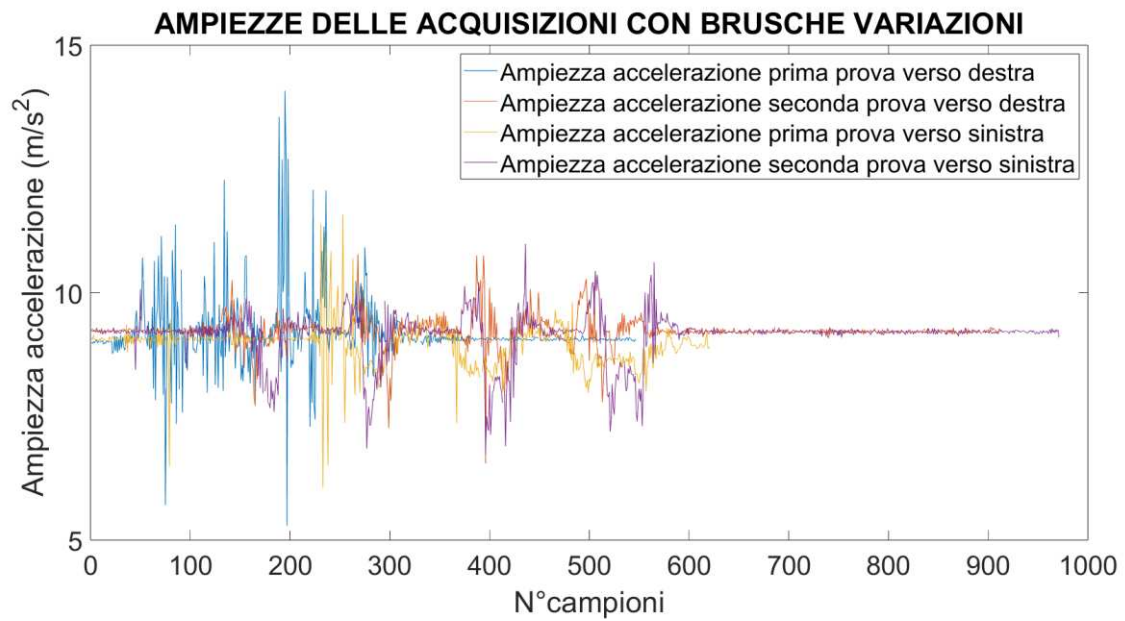 AMPIEZZE DELLE ACQUISIZIONI CON BRUSCHE VARIAZIONI
15
Ampiezza accelerazione prima prova verso destra
Ampiezza accelerazione seconda prova verso destra
Ampiezza accelerazione prima prova verso sinistra
Ampiezza accelerazione seconda prova verso sinistra
Ampiezza accelerazione (m/s²)
10
5
0 100 200 300 400 500 600 700 800 900 1000
N°campioni